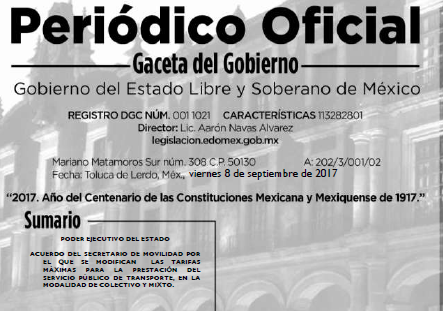 Periódico Oficial
Gaceta del Gobierno
Gobierno del Estado Libre y Soberano de México
REGISTRO DGC NÚM. 001 1021 CARACTERÍSTICAS 113282801
Director: Lic. Aarón Navas Alvarez
legislacion.edomex.gob.mx
Mariano Matamoros Sur núm. 308 C.P. 50130 A: 202/3/001/02
Fecha: Toluca de Lerdo, Méx., viernes 8 de septiembre de 2017
“2017. Año del Centenario de las Constituciones Mexicana y Mexiquense de 1917.”
Sumario
PODER EJECUTIVO DEL ESTADO
ACUERDO DEL SECRETARIO DE MOVILIDAD POR
EL QUE SE MODIFICAN LAS TARIFAS
MÁXIMAS PARA LA PRESTACIÓN DEL
SERVICIO PÚBLICO DE TRANSPORTE, EN LA
MODALIDAD DE COLECTIVO Y MIXTO.